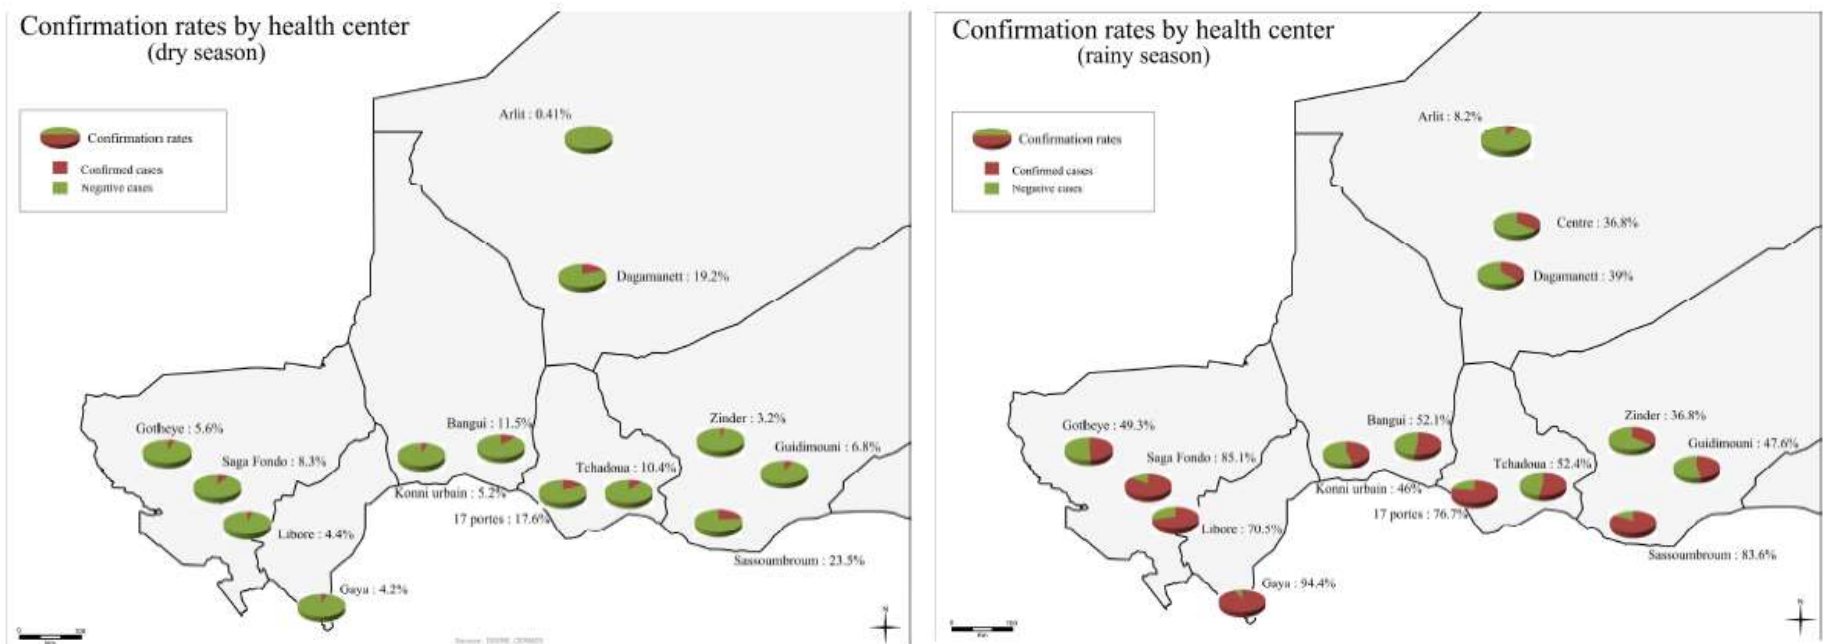 Confirmation rates by health center
(dry season)
Confirmation rates
Confirmed cases
Negative cases
Arlit : 0.41%
Dagamanett : 19.2%
Gotheye : 5.6%
Saga Fondo : 8.3%
Libore : 4.4%
Gaya : 4.2%
Bangui : 11.5%
Konni urbain : 5.2%
17 portes : 17.6%
Tchadoua : 10.4%
Zinder : 3.2%
Guidimouni : 6.8%
Sassoumbroum : 23.5%
0
N
Confirmation rates by health center
(rainy season)
Confirmation rates
Confirmed cases
Negative cases
Arlit : 8.2%
Centre : 36.8%
Dagamanett : 39%
Gotheye : 49.3%
Saga Fondo : 85.1%
Libore : 70.5%
Gaya : 94.4%
Bangui : 52.1%
Konni urbain : 46%
17 portes : 76.7%
Tchadoua : 52.4%
Zinder : 36.8%
Guidimouni : 47.6%
Sassoumbroum : 83.6%
0
N